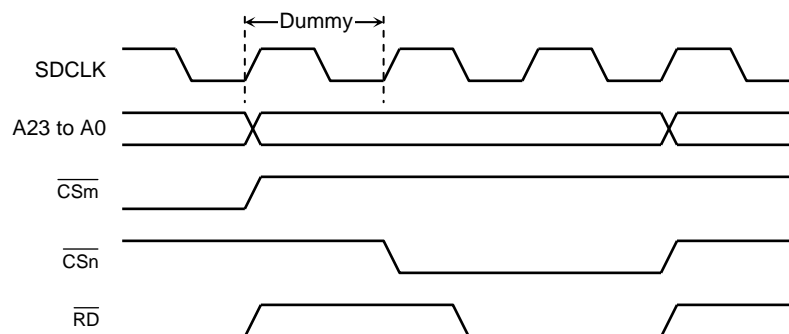 Dummy
SDCLK
A23 to A0
CSm
CSn
RD